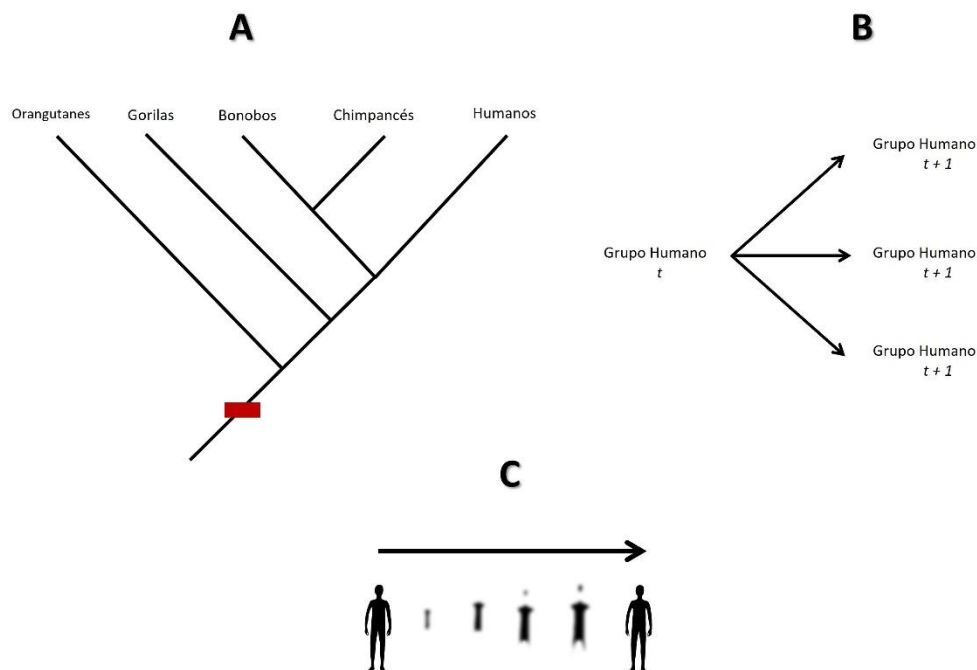 A
B
Orangutanes
Gorilas
Bonobos
Chimpancés
Humanos
Grupo Humano
t + 1
Grupo Humano
t
Grupo Humano
t + 1
Grupo Humano
t + 1
C